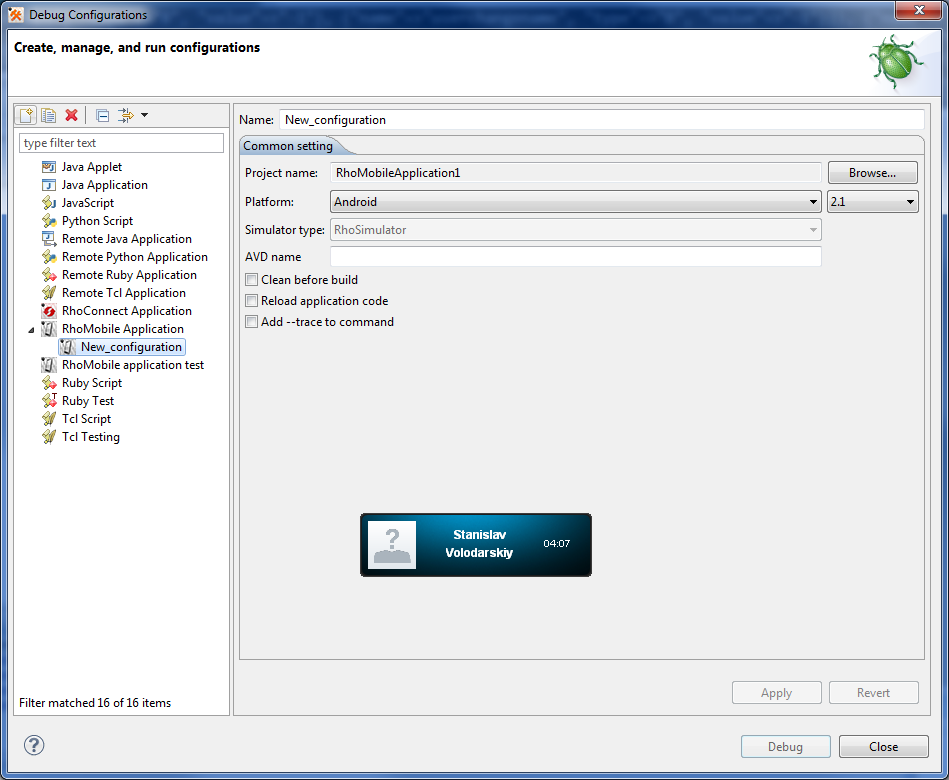 Debug Configurations
Create, manage, and run configurations
type filter text
Java Applet
Java Application
JavaScript
Python Script
Remote Java Application
Remote Python Application
Remote Ruby Application
Remote Tcl Application
RhoConnect Application
RhoMobile Application
New_configuration
RhoMobile application test
Ruby Script
Ruby Test
Tcl Script
Tcl Testing
Filter matched 16 of 16 items
Name: New_configuration
Common setting
Project name: RhoMobileApplication1 Browse...
Platform: Android 2.1
Simulator type: RhoSimulator
AVD name
Clean before build
Reload application code
Add --trace to command
Stanislav
Volodarskiy 04:07
Apply Revert
? Debug Close